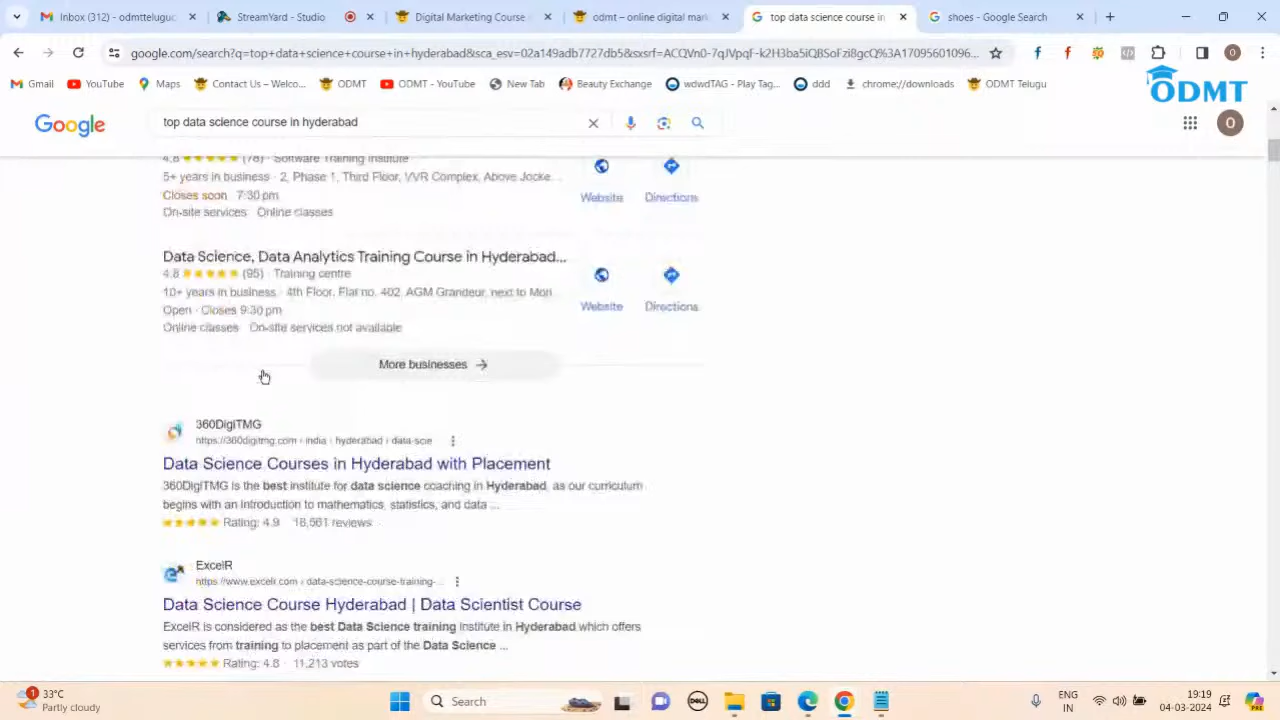 Inbox (312) - odmtteluguc
StreamYard - Studio
Digital Marketing Course
odmt – online digital mark
top data science course in
shoes - Google Search
google.com/search?q=top+data+science+course+in+hyderabad&sca_esv=02a149adb7727db5&sxsrf=ACQVn0-7qJVpqF-k2H3ba5iQBSoFzi8gcQ%3A17095601096...
Gmail
YouTube
Maps
Contact Us – Welco...
ODMT
ODMT - YouTube
New Tab
Beauty Exchange
wdwdTAG - Play Tag...
ddd
chrome://downloads
ODMT Telugu
ODMT
Google
top data science course in hyderabad
O
4.8 (78) · Software Training Institute
5+ years in business · 2, Phase 1, Third Floor, VVR Complex, Above Jocke...
Closes soon · 7:30 pm
On-site services · Online classes
Website
Directions
Data Science, Data Analytics Training Course in Hyderabad...
4.8 (95) · Training centre
10+ years in business · 4th Floor, Flat no. 402, AGM Grandeur, next to Mori
Open · Closes 9:30 pm
Online classes · On-site services not available
Website
Directions
More businesses
360DigiTMG
https://360digitmg.com › india › hyderabad › data-scie
Data Science Courses in Hyderabad with Placement
360DigiTMG is the best institute for data science coaching in Hyderabad, as our curriculum
begins with an introduction to mathematics, statistics, and data ...
Rating: 4.9 · 18,561 reviews
ExcelR
https://www.excelr.com › data-science-course-training-...
Data Science Course Hyderabad | Data Scientist Course
ExcelR is considered as the best Data Science training institute in Hyderabad which offers
services from training to placement as part of the Data Science ...
Rating: 4.8 · 11,213 votes
1
33°C
Partly cloudy
Search
DELL
ENG
IN
19:19
04-03-2024